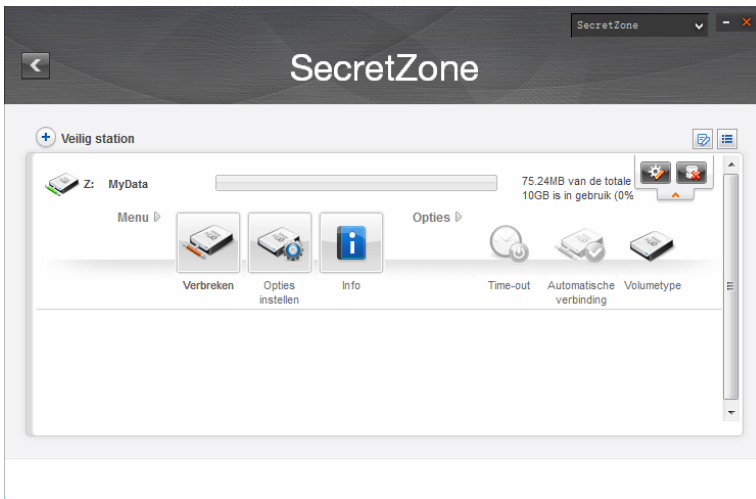 SecretZone
SecretZone
Veilig station
Z: MyData
75.24MB van de totale
10GB is in gebruik (0%
Menu
Opties
Verbreken
Opties
instellen
Info
Time-out
Automatische
verbinding
Volumetype